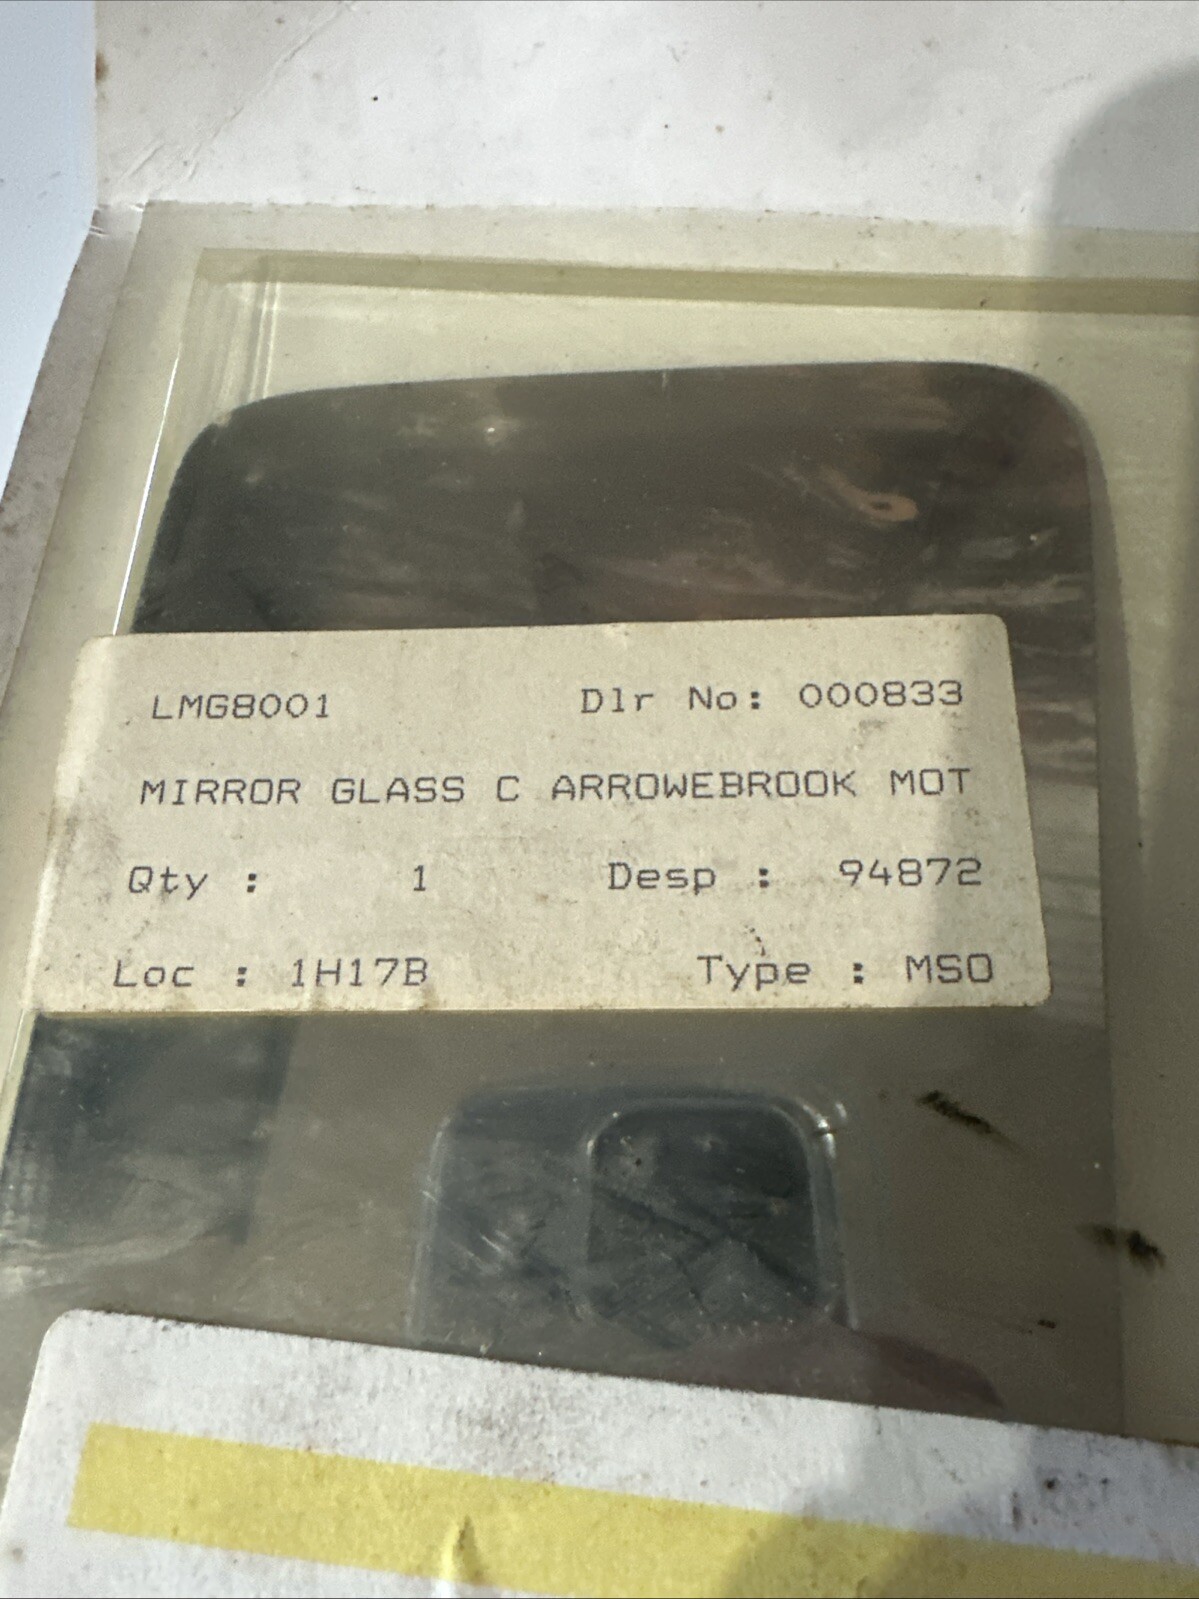 LMG8001 Dlr No: 000833
MIRROR GLASS C ARROWEBROOK MOT
Qty : 1 Desp : 94872
Loc : 1H17B Type : MSO